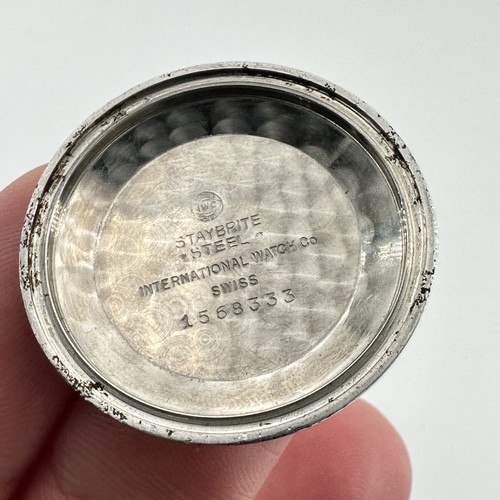 IWC
STAYBRITE
* STEEL *
INTERNATIONAL WATCH Co
SWISS
1568333